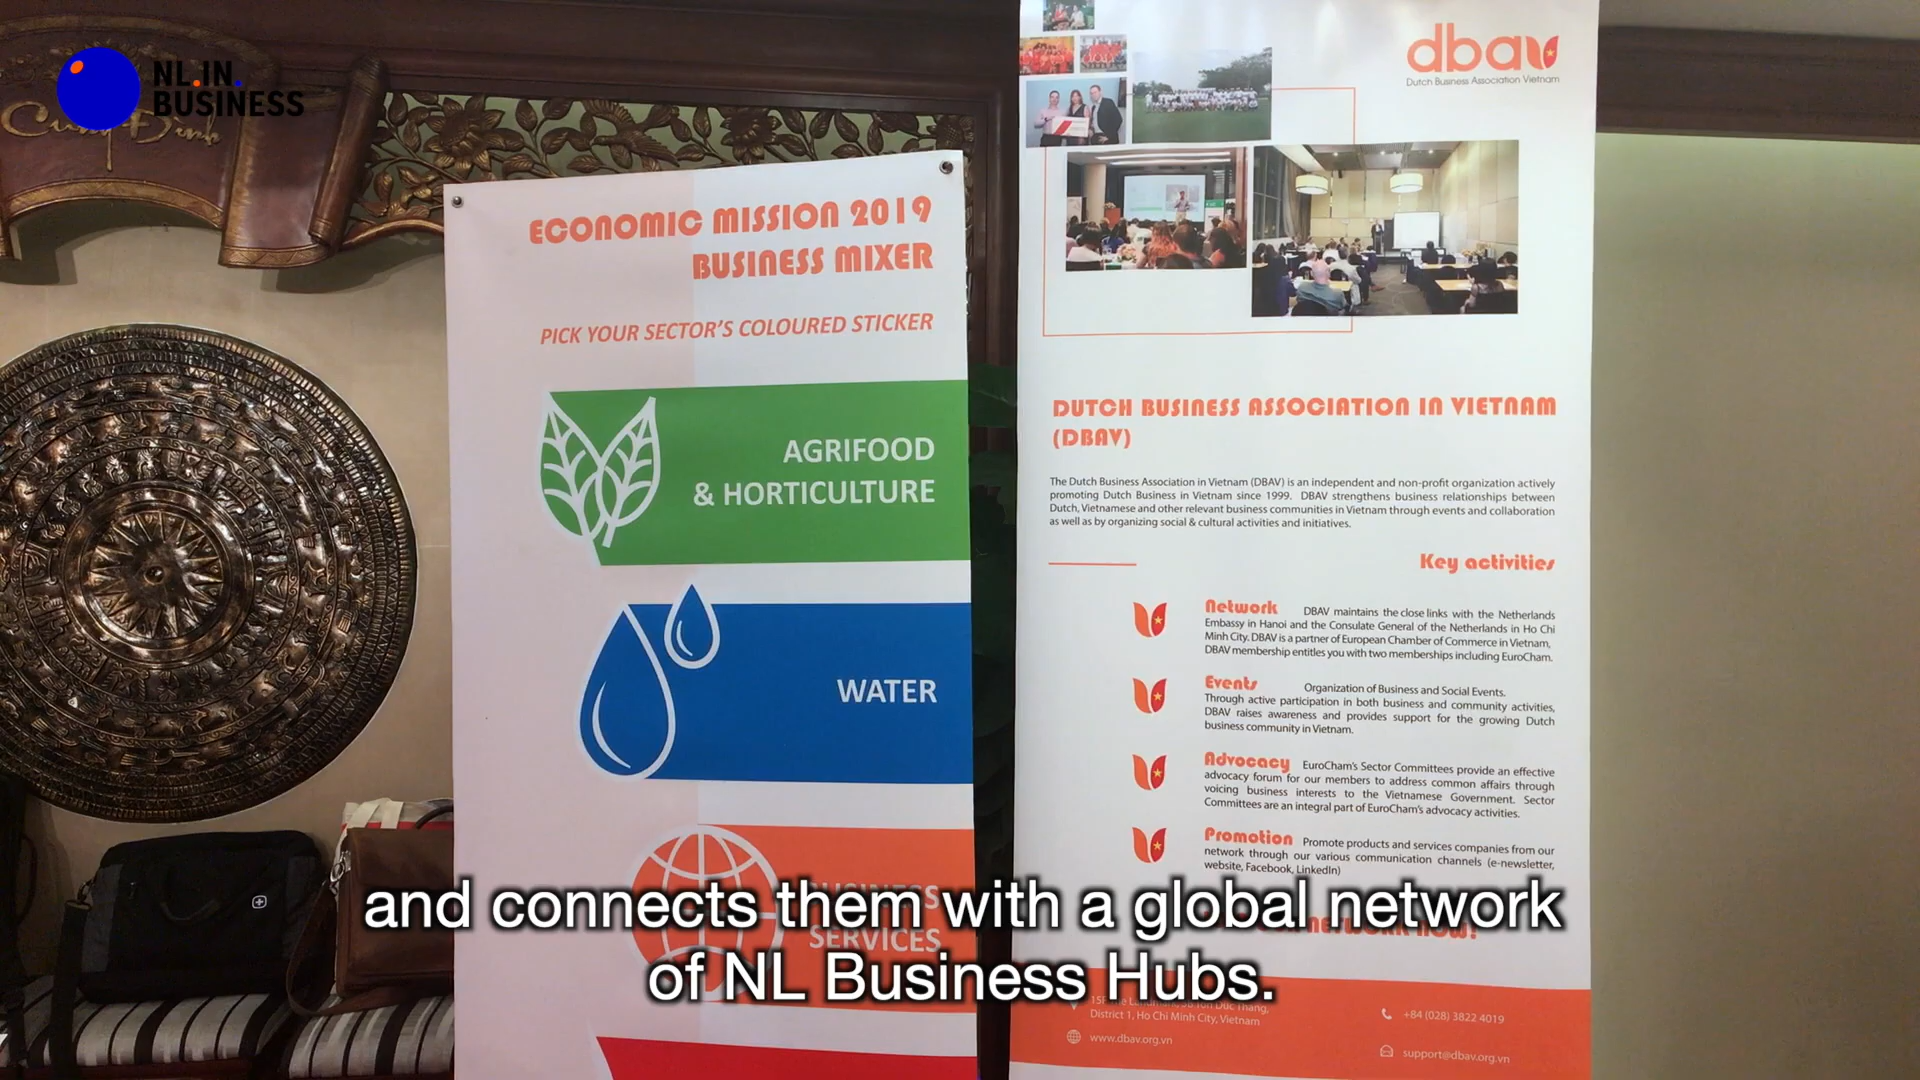 NL.IN.
BUSINESS
Cung Đình
ECONOMIC MISSION 2019
BUSINESS MIXER
PICK YOUR SECTOR'S COLOURED STICKER
AGRIFOOD
& HORTICULTURE
WATER
BUSINESS
SERVICES
dbav
Dutch Business Association Vietnam
DUTCH BUSINESS ASSOCIATION IN VIETNAM
(DBAV)
The Dutch Business Association in Vietnam (DBAV) is an independent and non-profit organization actively
promoting Dutch Business in Vietnam since 1999. DBAV strengthens business relationships between
Dutch, Vietnamese and other relevant business communities in Vietnam through events and collaboration
as well as by organizing social & cultural activities and initiatives.
Key activities
Network DBAV maintains the close links with the Netherlands
Embassy in Hanoi and the Consulate General of the Netherlands in Ho Chi
Minh City. DBAV is a partner of European Chamber of Commerce in Vietnam,
DBAV membership entitles you with two memberships including EuroCham.
Events Organization of Business and Social Events.
Through active participation in both business and community activities,
DBAV raises awareness and provides support for the growing Dutch
business community in Vietnam.
Advocacy EuroCham's Sector Committees provide an effective
advocacy forum for our members to address common affairs through
voicing business interests to the Vietnamese Government. Sector
Committees are an integral part of EuroCham's advocacy activities.
Promotion Promote products and services companies from our
network through our various communication channels (e-newsletter,
website, Facebook, LinkedIn)
NETWORK NOW!
and connects them with a global network
of NL Business Hubs.
Ton Duc Thang,
District 1, Ho Chi Minh City, Vietnam
www.dbav.org.vn
+84 (028) 3822 4019
support@dbav.org.vn